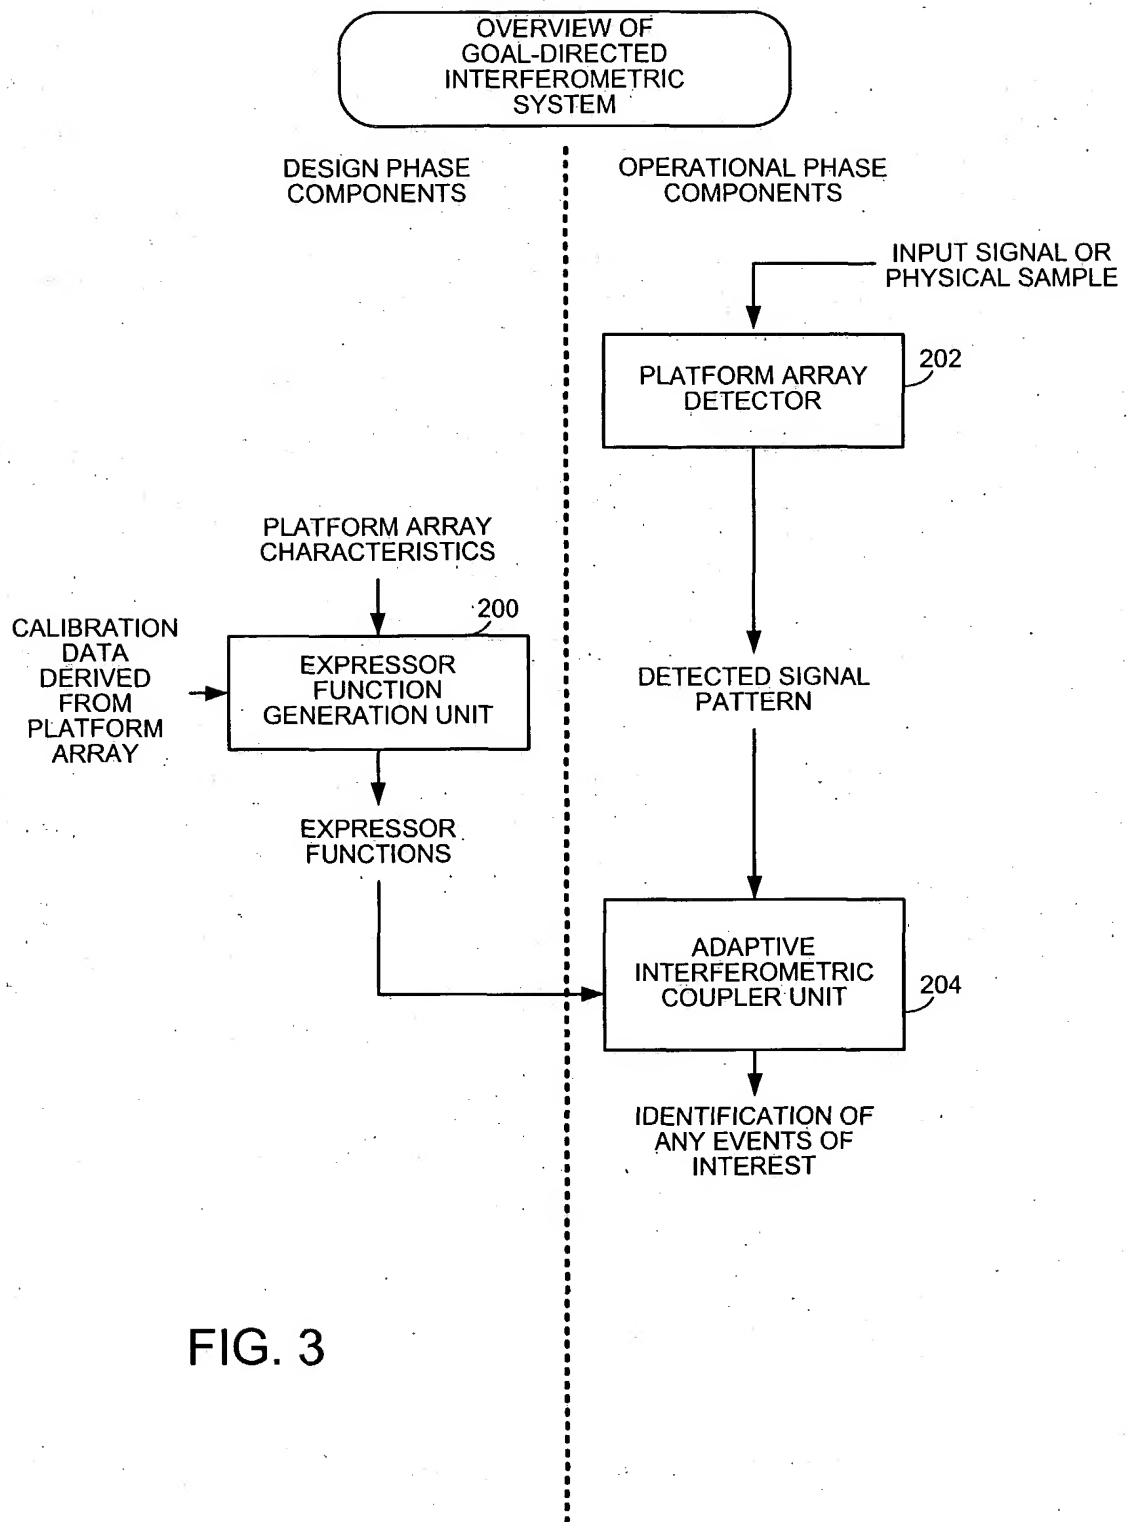 OVERVIEW OF
GOAL-DIRECTED
INTERFEROMETRIC
SYSTEM
DESIGN PHASE
COMPONENTS
OPERATIONAL PHASE
COMPONENTS
INPUT SIGNAL OR
PHYSICAL SAMPLE
202
PLATFORM ARRAY
DETECTOR
PLATFORM ARRAY
CHARACTERISTICS
200
CALIBRATION
DATA
DERIVED
FROM
PLATFORM
ARRAY
EXPRESSOR
FUNCTION
GENERATION UNIT
DETECTED SIGNAL
PATTERN
EXPRESSOR
FUNCTIONS
ADAPTIVE
INTERFEROMETRIC
COUPLER UNIT
204
IDENTIFICATION OF
ANY EVENTS OF
INTEREST
FIG. 3